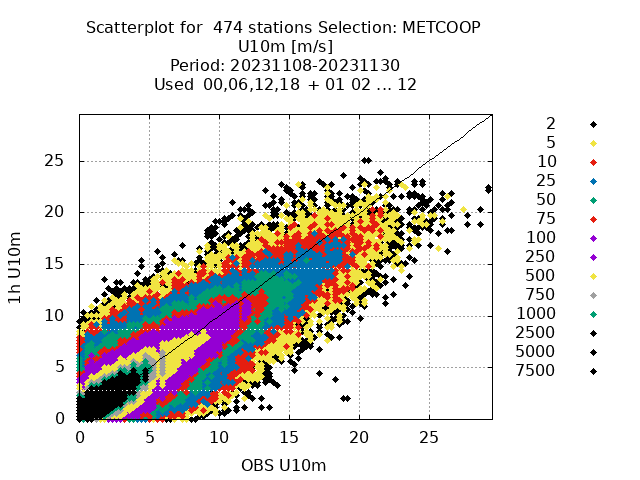 Scatterplot for 474 stations Selection: METCOOP
U10m [m/s]
Period: 20231108-20231130
Used 00,06,12,18 + 01 02 ... 12
1h U10m
25
20
15
10
5
0
0 5 10 15 20 25
OBS U10m
2
5
10
25
50
75
100
250
500
750
1000
2500
5000
7500